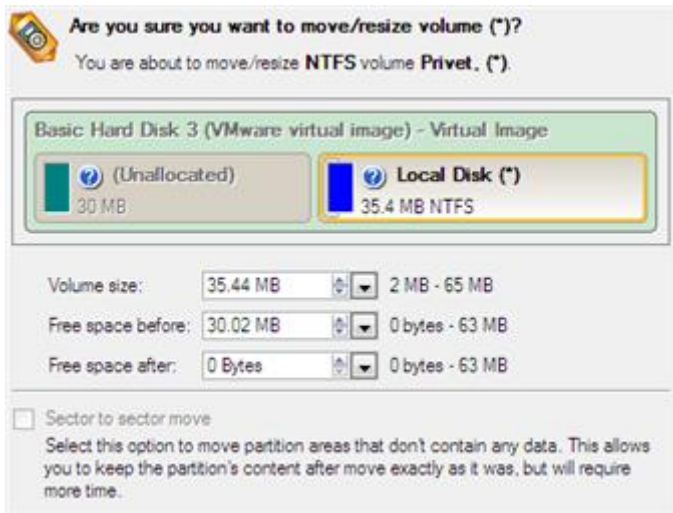 Are you sure you want to move/resize volume (*)?
You are about to move/resize NTFS volume Privet, (*).
Basic Hard Disk 3 (VMware virtual image) - Virtual Image
(Unallocated)
30 MB
Local Disk (*)
35.4 MB NTFS
Volume size: 35.44 MB 2 MB - 65 MB
Free space before: 30.02 MB 0 bytes - 63 MB
Free space after: 0 Bytes 0 bytes - 63 MB
Sector to sector move
Select this option to move partition areas that don't contain any data. This allows
you to keep the partition's content after move exactly as it was, but will require
more time.